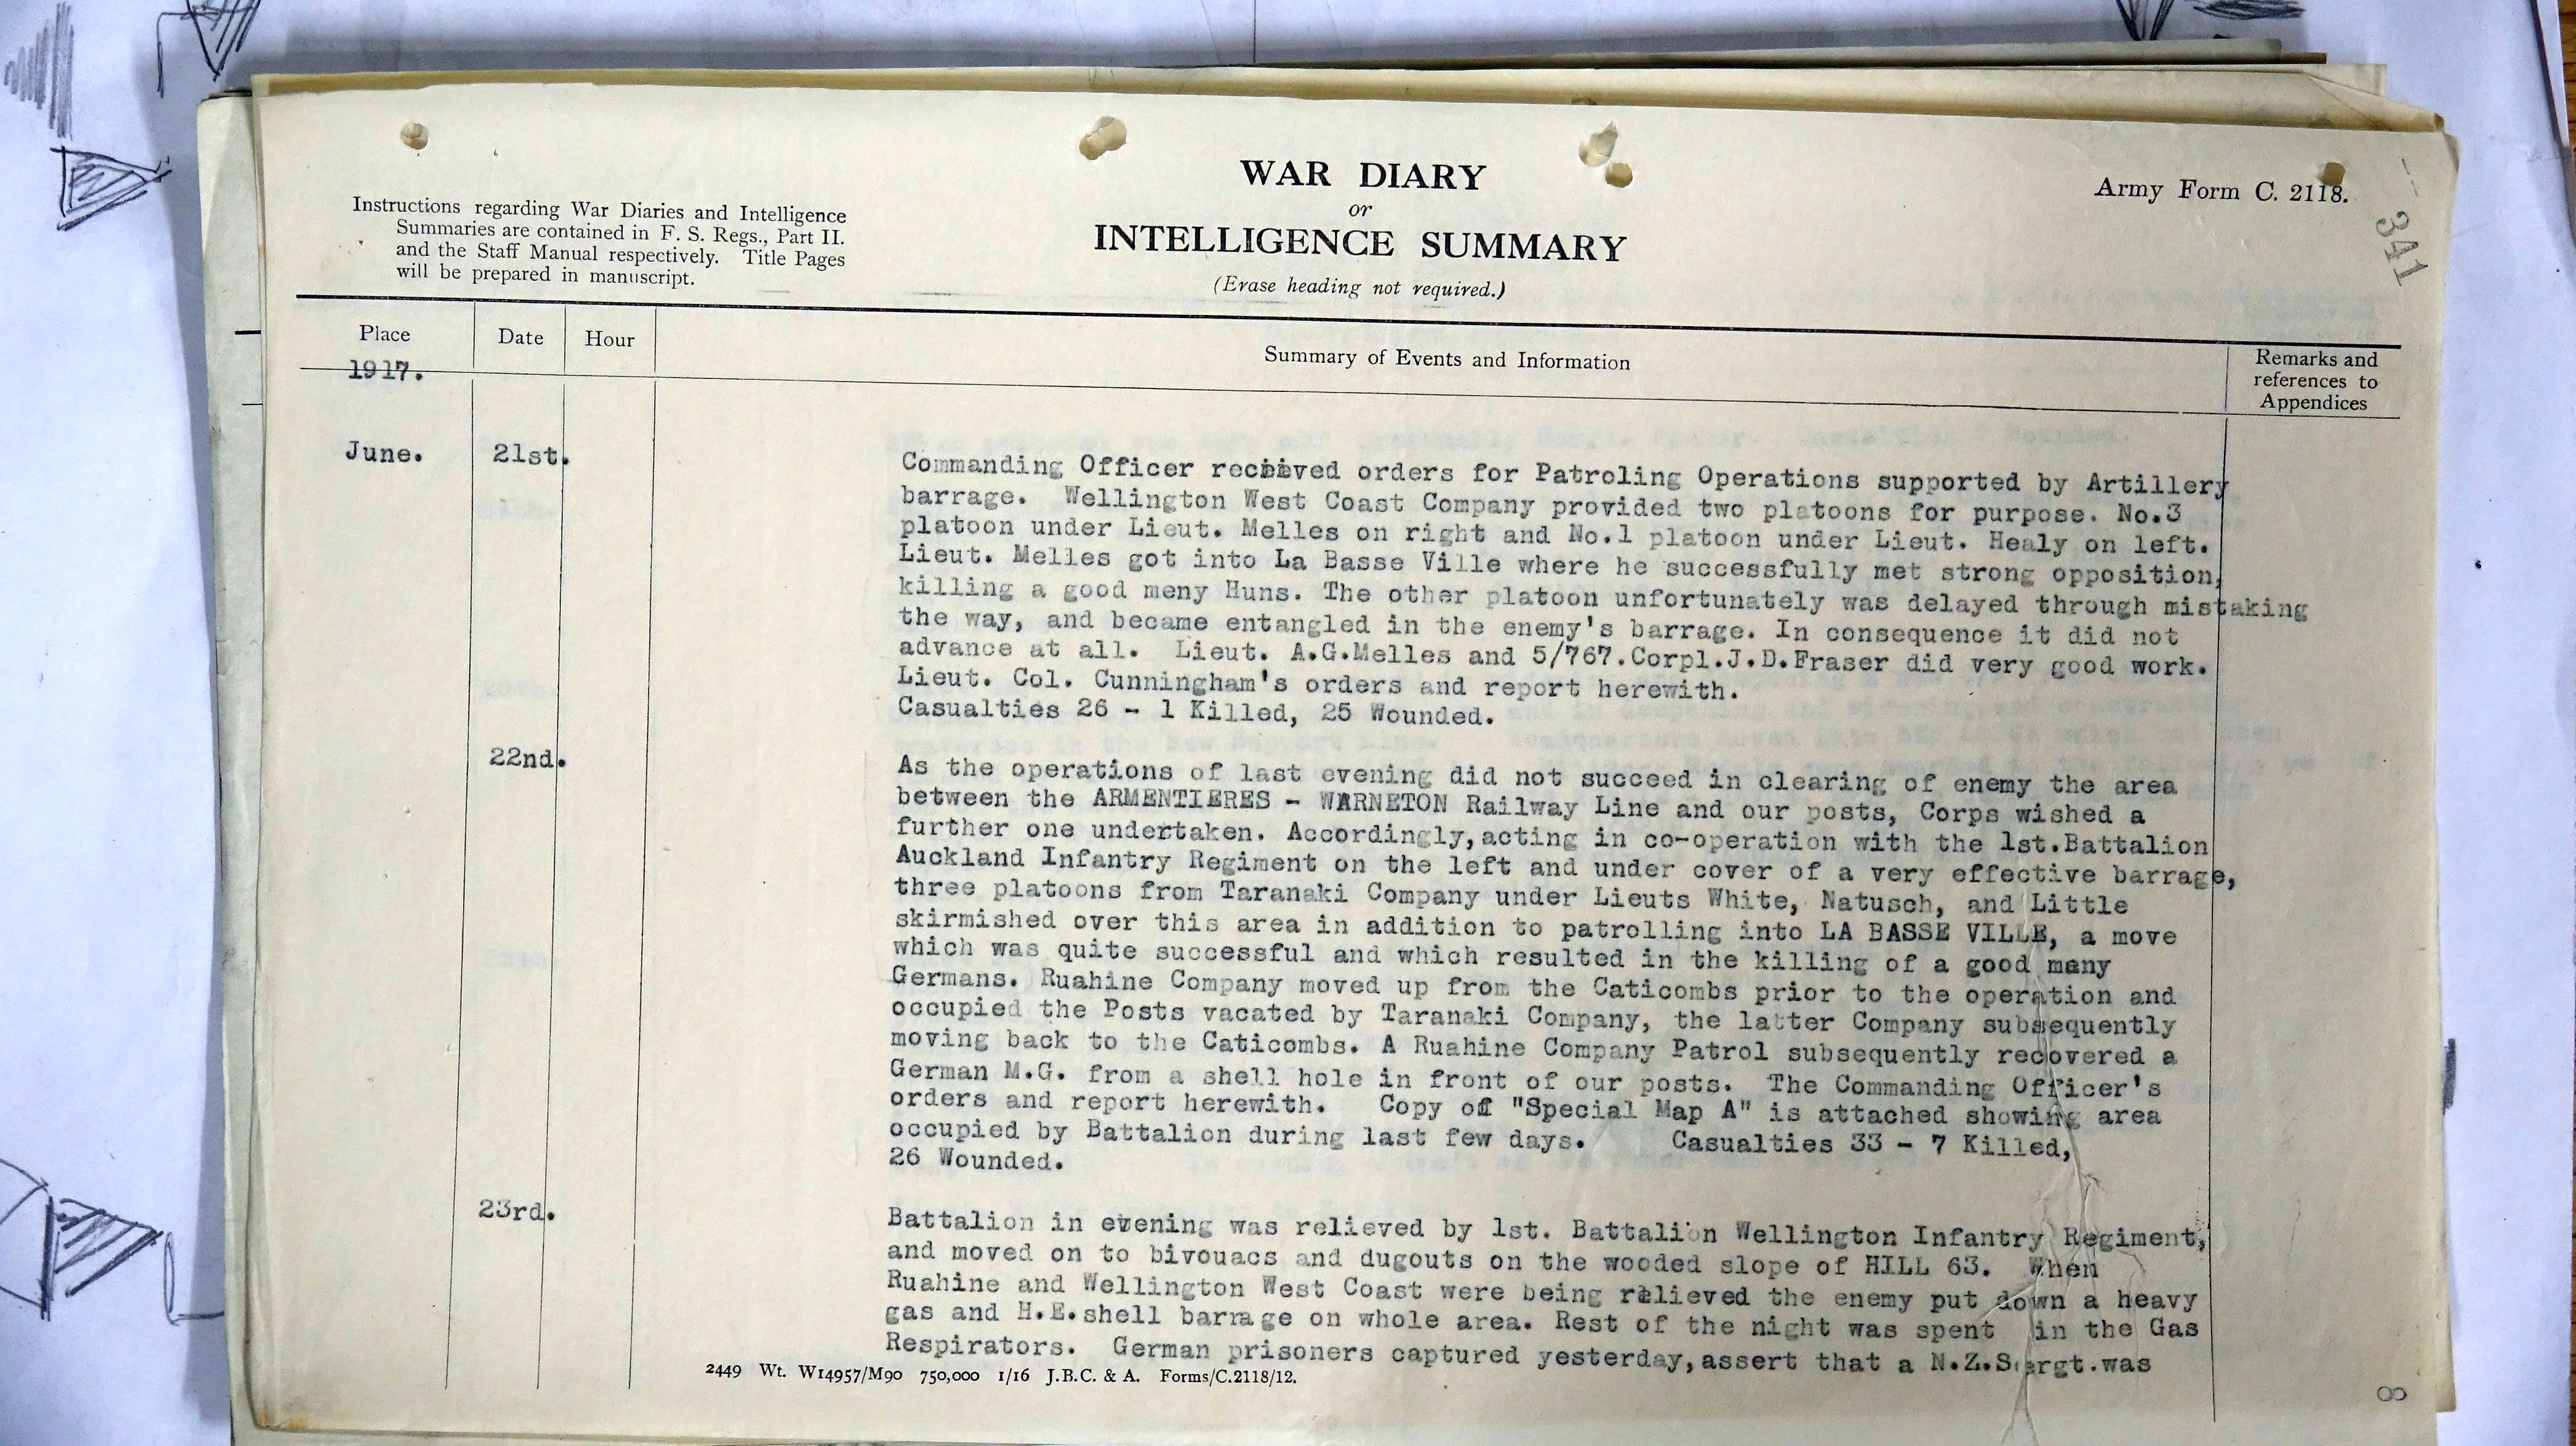 WAR DIARY
or
INTELLIGENCE SUMMARY
(Erase heading not required.)
Instructions regarding War Diaries and Intelligence
Summaries are contained in F. S. Regs., Part II.
and the Staff Manual respectively. Title Pages
will be prepared in manuscript.
Army Form C. 2118.
341
Place
Date
Hour
Summary of Events and Information
Remarks and
references to
Appendices
1917.
June.
21st.
Commanding Officer recieved orders for Patroling Operations supported by Artillery
barrage. Wellington West Coast Company provided two platoons for purpose. No.3
platoon under Lieut. Melles on right and No.1 platoon under Lieut. Healy on left.
Lieut. Melles got into La Basse Ville where he successfully met strong opposition,
killing a good meny Huns. The other platoon unfortunately was delayed through mistaking
the way, and became entangled in the enemy's barrage. In consequence it did not
advance at all. Lieut. A.G.Melles and 5/767.Corpl.J.D.Fraser did very good work.
Lieut. Col. Cunningham's orders and report herewith.
Casualties 26 - 1 Killed, 25 Wounded.
22nd.
As the operations of last evening did not succeed in clearing of enemy the area
between the ARMENTIERES - WARNETON Railway Line and our posts, Corps wished a
further one undertaken. Accordingly,acting in co-operation with the 1st.Battalion
Auckland Infantry Regiment on the left and under cover of a very effective barrage,
three platoons from Taranaki Company under Lieuts White, Natusch, and Little
skirmished over this area in addition to patrolling into LA BASSE VILLE, a move
which was quite successful and which resulted in the killing of a good many
Germans. Ruahine Company moved up from the Caticombs prior to the operation and
occupied the Posts vacated by Taranaki Company, the latter Company subsequently
moving back to the Caticombs. A Ruahine Company Patrol subsequently recovered a
German M.G. from a shell hole in front of our posts. The Commanding Officer's
orders and report herewith. Copy of "Special Map A" is attached showing area
occupied by Battalion during last few days. Casualties 33 - 7 Killed,
26 Wounded.
23rd.
Battalion in evening was relieved by 1st. Battalion Wellington Infantry Regiment,
and moved on to bivouacs and dugouts on the wooded slope of HILL 63. When
Ruahine and Wellington West Coast were being relieved the enemy put down a heavy
gas and H.E.shell barrage on whole area. Rest of the night was spent in the Gas
Respirators. German prisoners captured yesterday,assert that a N.Z.Sergt.was
2449 Wt. W14957/M90 750,000 1/16 J.B.C. & A. Forms/C.2118/12.
8